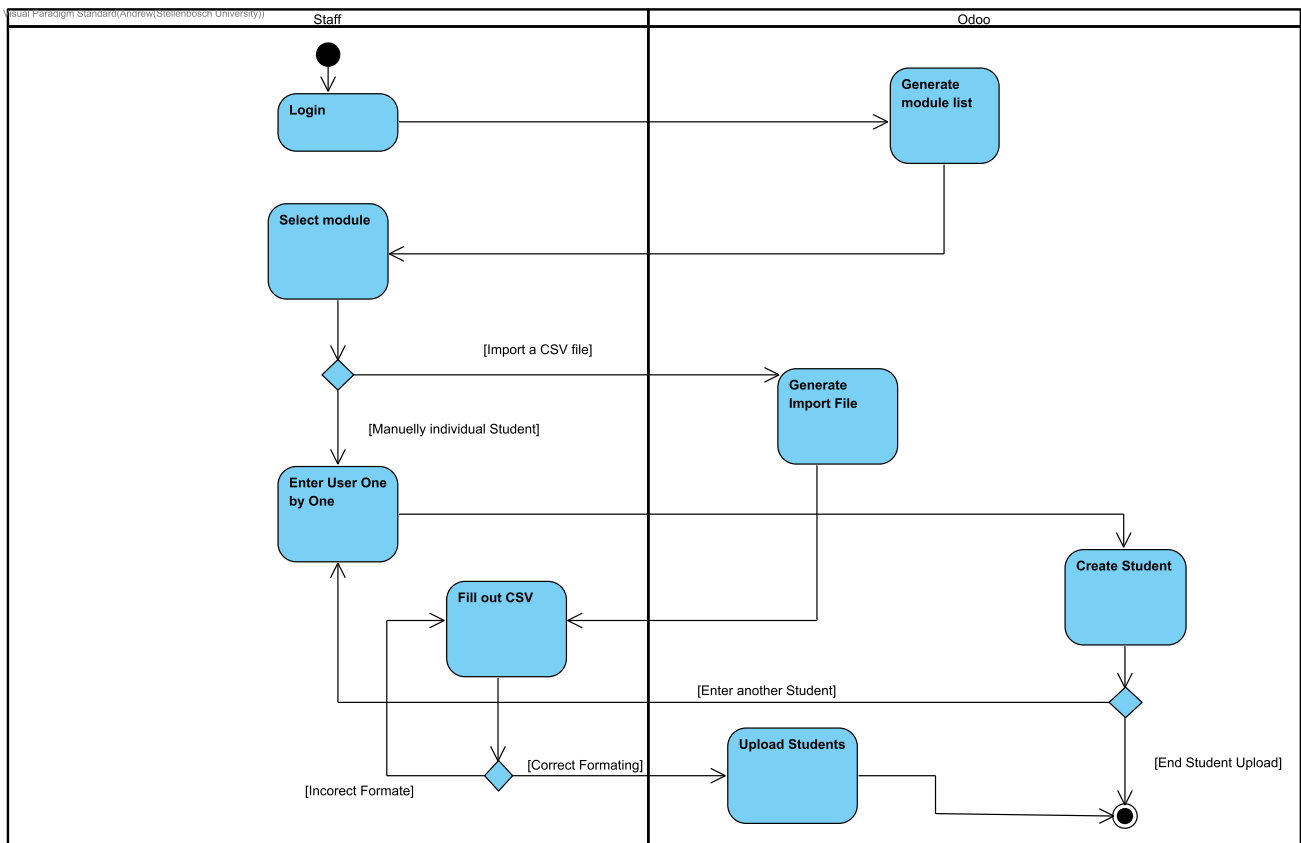 Visual Paradigm Standard(Andrew(Stellenbosch University))
Staff
Odoo
Login
Generate
module list
Select module
[Import a CSV file]
Generate
Import File
[Manuelly individual Student]
Enter User One
by One
Create Student
Fill out CSV
[Enter another Student]
Upload Students
[Correct Formating]
[End Student Upload]
[Incorect Formate]